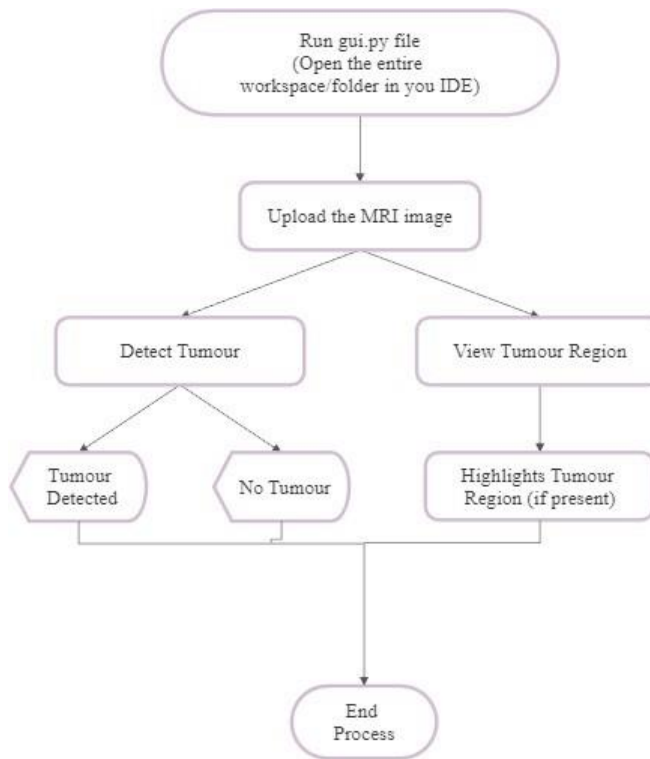 Run gui.py file
(Open the entire
workspace/folder in you IDE)
Upload the MRI image
Detect Tumour
View Tumour Region
Tumour
Detected
No Tumour
Highlights Tumour
Region (if present)
End
Process